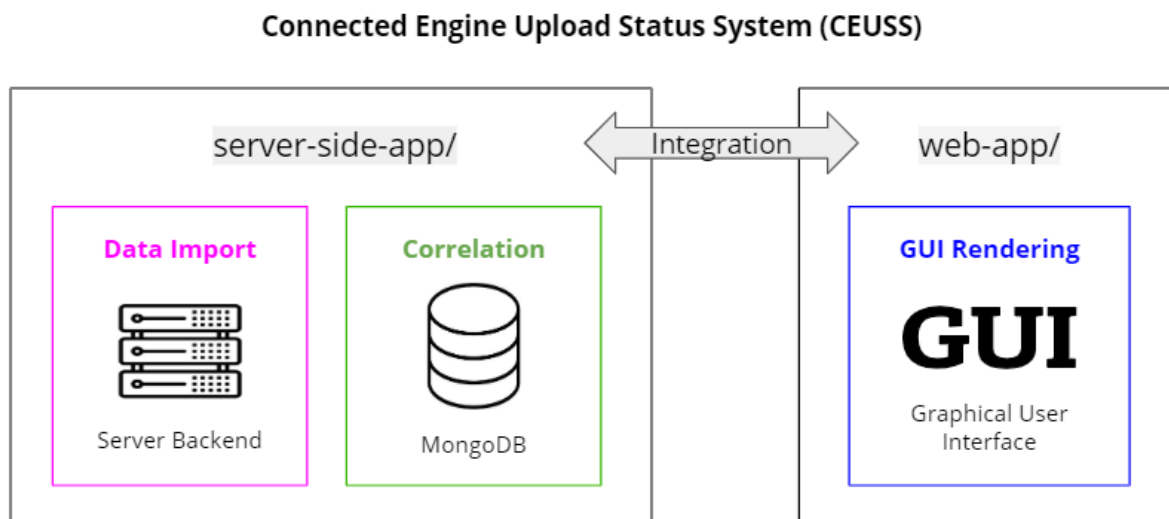 Connected Engine Upload Status System (CEUSS)
server-side-app/
Integration
web-app/
Data Import
Server Backend
Correlation
MongoDB
GUI Rendering
GUI
Graphical User
Interface